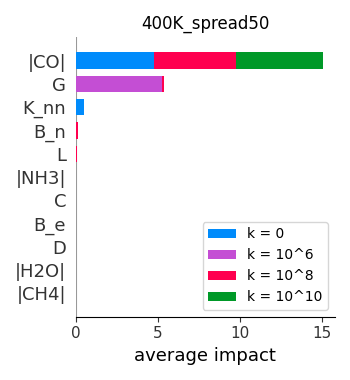 400K_spread50
|CO|
G
K_nn
B_n
L
|NH3|
C
B_e
D
|H2O|
|CH4|
k = 0
k = 10^6
k = 10^8
k = 10^10
0 5 10 15
average impact